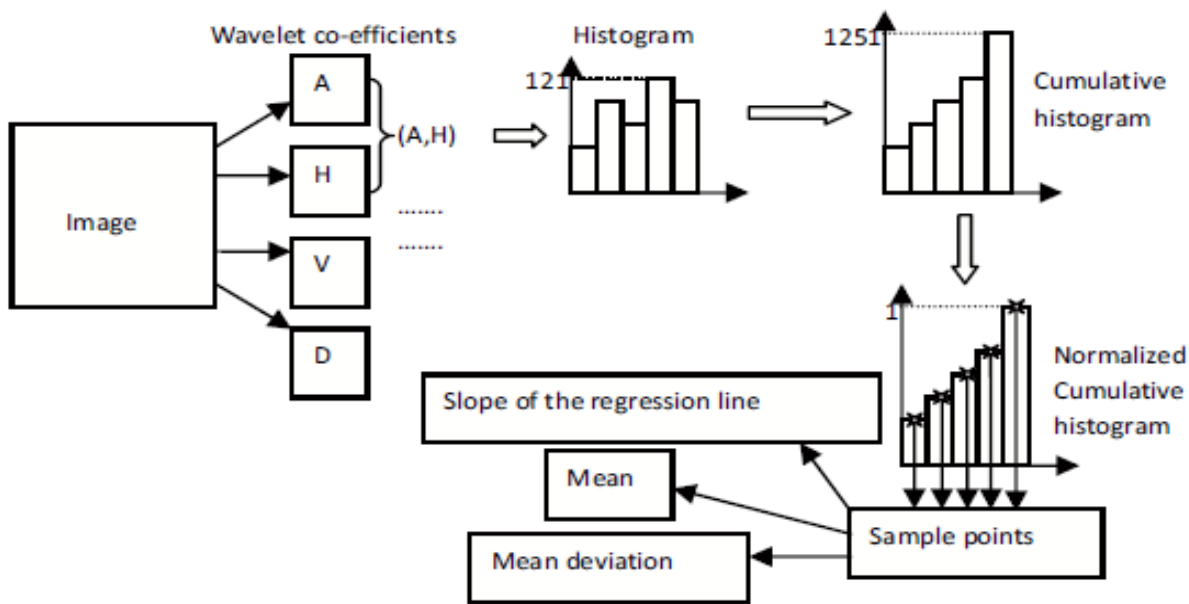 Wavelet co-efficients
Histogram
1251
A
121
Cumulative
histogram
(A,H)
H
Image
.......
.......
V
D
1
Normalized
Cumulative
histogram
Slope of the regression line
Mean
Sample points
Mean deviation